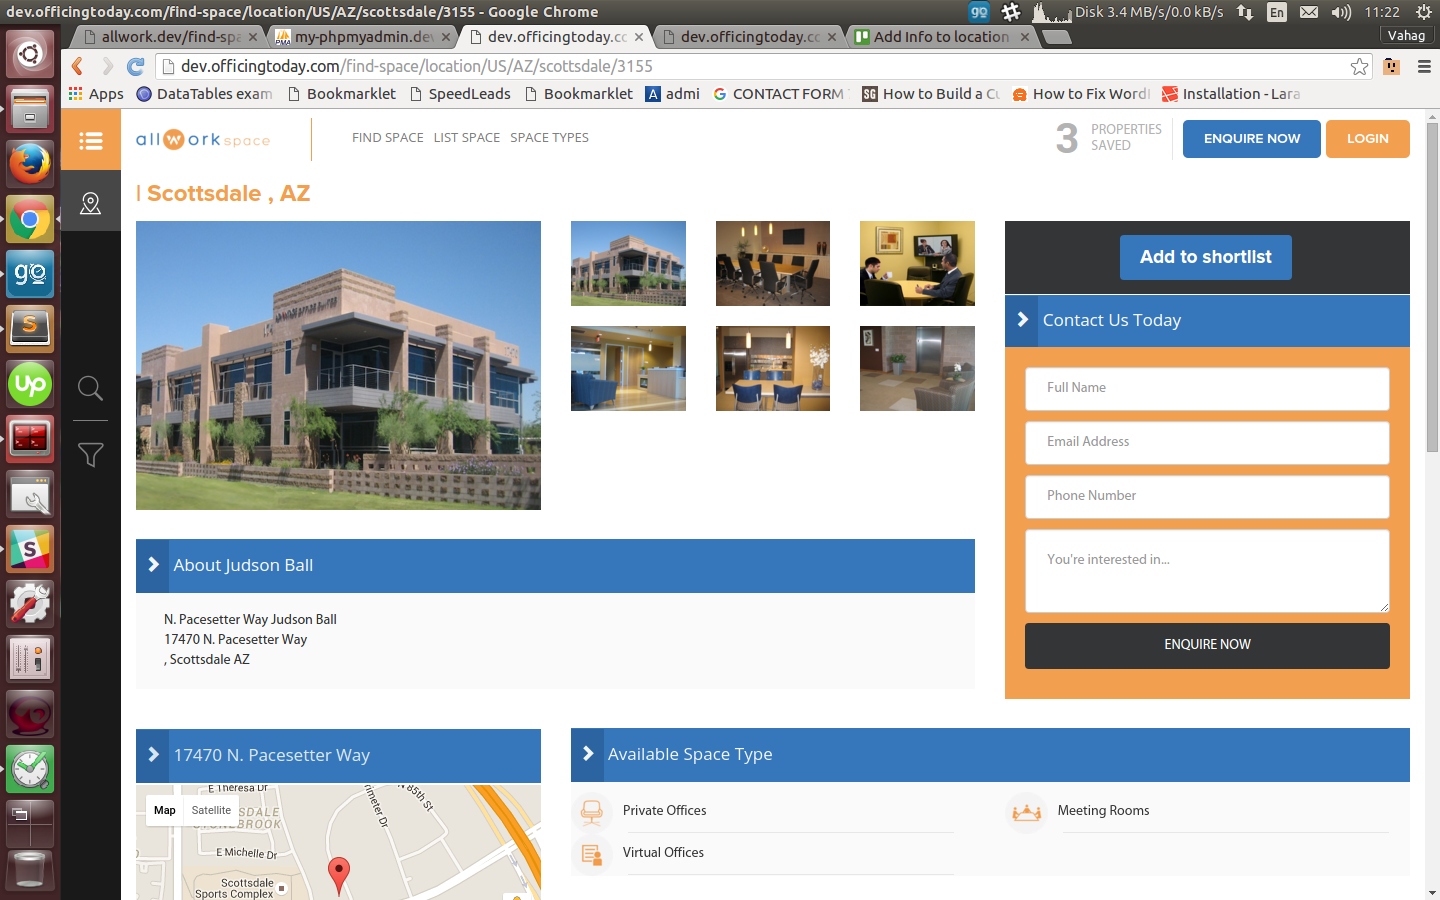 dev.officingtoday.com/find-space/location/US/AZ/scottsdale/3155 - Google Chrome
go
Disk 3.4 MB/s/0.0 kB/s
En
11:22
allwork.dev/find-spa
my-phpmyadmin.dev
dev.officingtoday.co
dev.officingtoday.co
Add Info to location
Vahag
dev.officingtoday.com/find-space/location/US/AZ/scottsdale/3155
Apps
DataTables exam
Bookmarklet
SpeedLeads
Bookmarklet
admi
CONTACT FORM
How to Build a Cu
How to Fix Word
Installation - Lara
allwork space
FIND SPACE
LIST SPACE
SPACE TYPES
3 PROPERTIES
SAVED
ENQUIRE NOW
LOGIN
| Scottsdale , AZ
Add to shortlist
Contact Us Today
Full Name
Email Address
Phone Number
You're interested in...
ENQUIRE NOW
About Judson Ball
N. Pacesetter Way Judson Ball
17470 N. Pacesetter Way
, Scottsdale AZ
17470 N. Pacesetter Way
Map
Satellite
E Theresa Dr
N 85th St
E Michelle Dr
Scottsdale
Sports Complex
Available Space Type
Private Offices
Meeting Rooms
Virtual Offices
go
S
Up
S